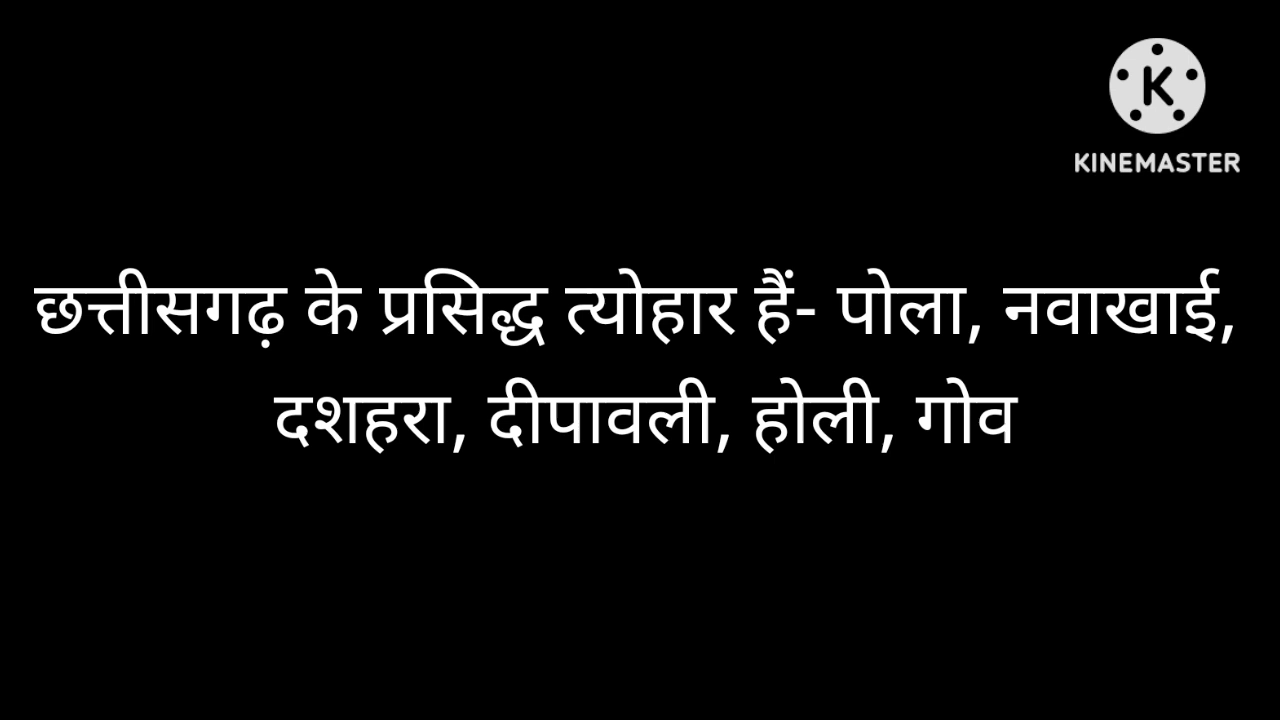 KINEMASTER
छत्तीसगढ़ के प्रसिद्ध त्योहार हैं- पोला, नवाखाई,
दशहरा, दीपावली, होली, गोव